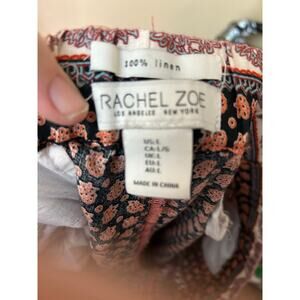 100% linen
RACHEL ZOE
LOS ANGELES NEW YORK
US:L
CA:L/G
UK:L
EU:L
AU:L
MADE IN CHINA